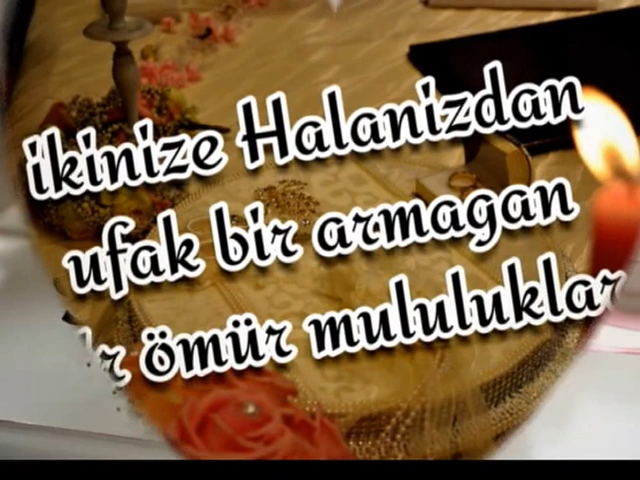 ikinize Halanizdan
ufak bir armagan
ömür mululuklar